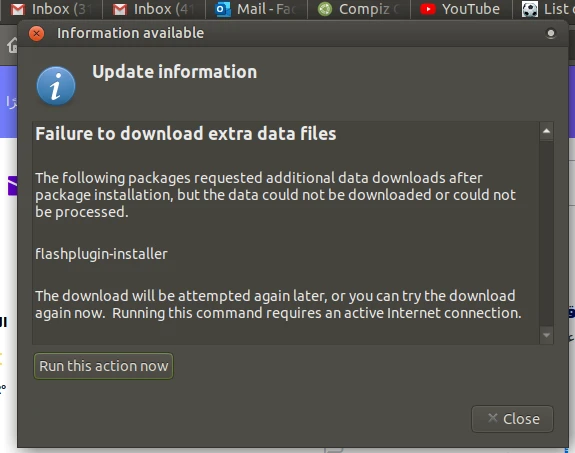 Inbox (3
Inbox (4
Mail - Fa
Compiz
YouTube
List
Information available
Update information
Failure to download extra data files
The following packages requested additional data downloads after
package installation, but the data could not be downloaded or could not
be processed.
flashplugin-installer
The download will be attempted again later, or you can try the download
again now. Running this command requires an active Internet connection.
Run this action now
Close